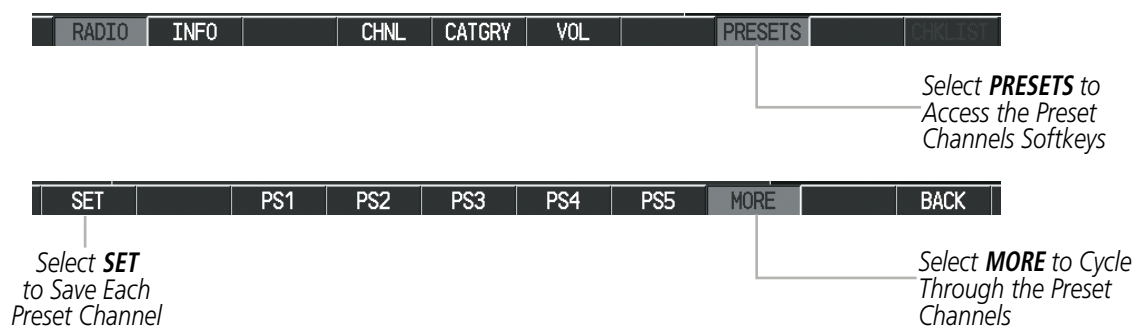 RADIO INFO CHNL CATGRY VOL PRESETS CHKLIST
Select PRESETS to
Access the Preset
Channels Softkeys
SET PS1 PS2 PS3 PS4 PS5 MORE BACK
Select SET
to Save Each
Preset Channel
Select MORE to Cycle
Through the Preset
Channels